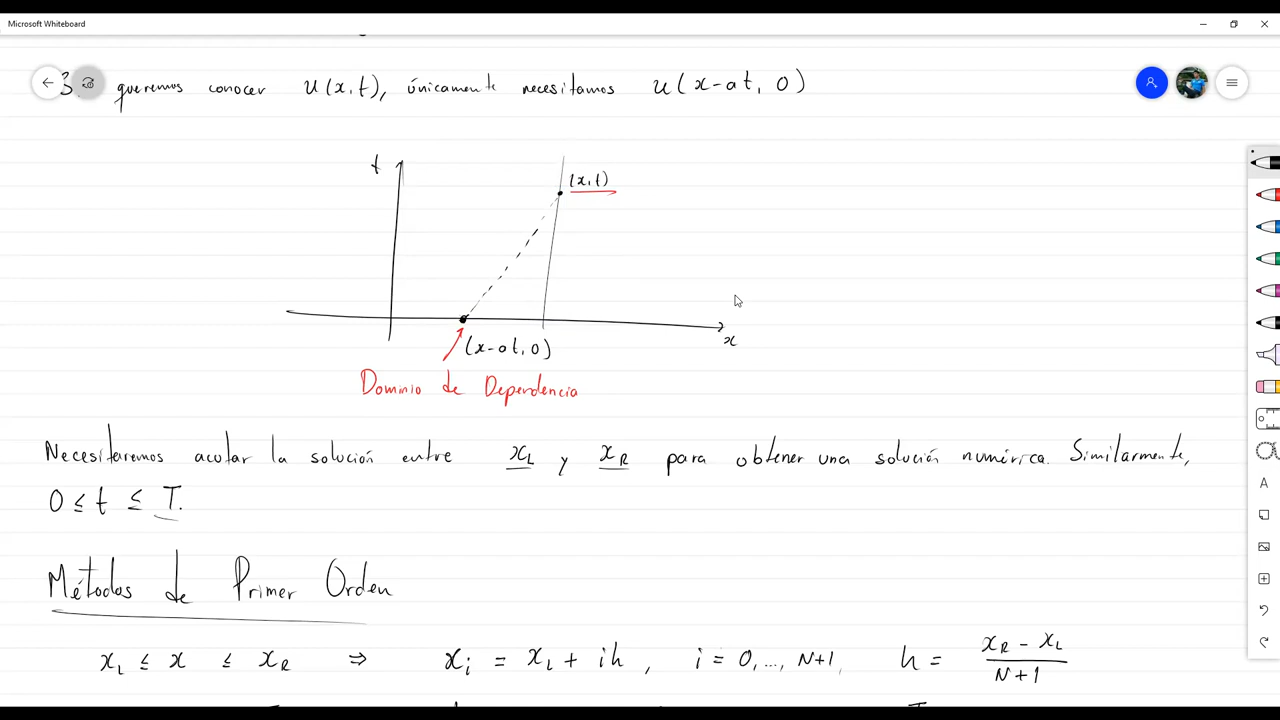 Microsoft Whiteboard
queremos conocer u(x,t), únicamente necesitamos u(x-at, 0)
t
(x,t)
x
(x-at, 0)
Dominio de Dependencia
Necesitaremos acotar la solución entre x_L y x_R para obtener una solución numérica. Similarmente,
0 ≤ t ≤ T.
Métodos de Primer Orden
x_L ≤ x ≤ x_R ⇒ x_i = x_L + ih, i = 0,..., N+1, h = (x_R - x_L)/(N+1)